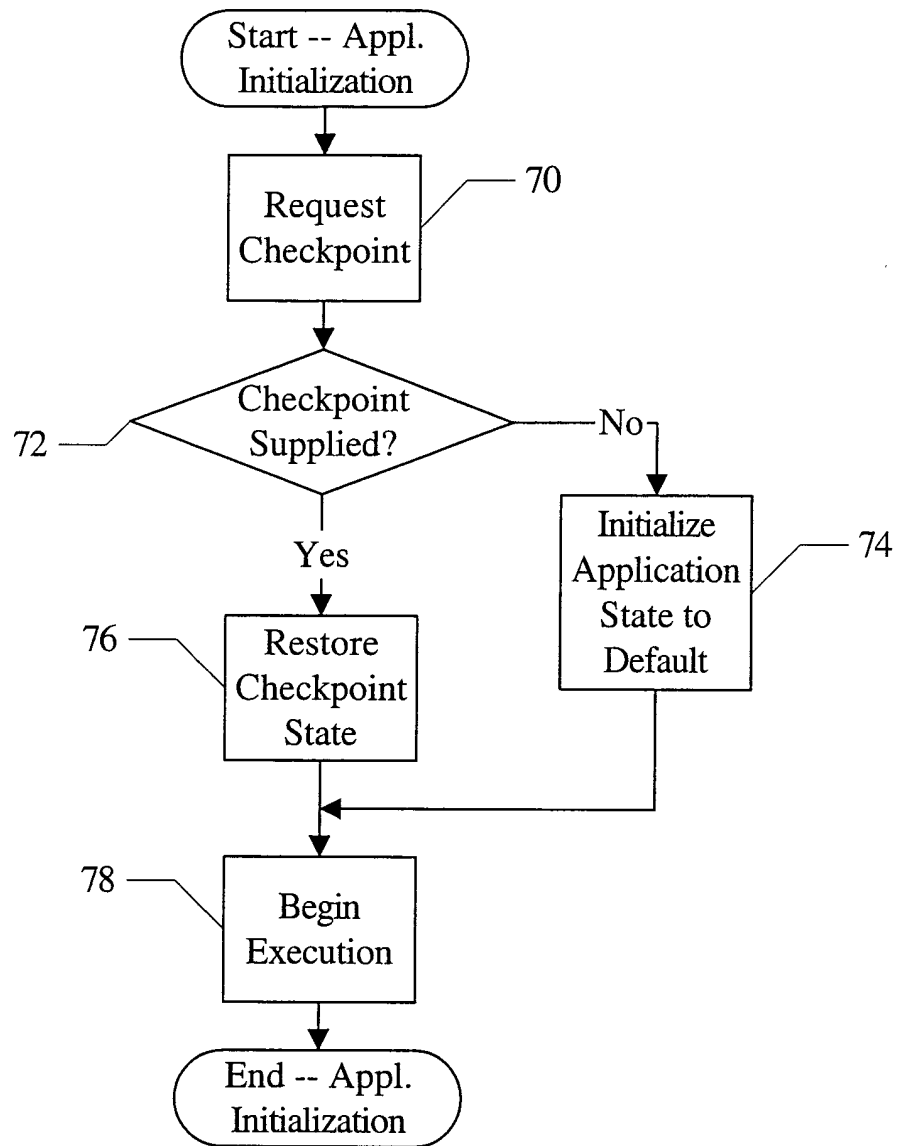 Start -- Appl.
Initialization
70
Request
Checkpoint
72
Checkpoint
Supplied?
No
Yes
Initialize
Application
State to
Default
74
76
Restore
Checkpoint
State
78
Begin
Execution
End -- Appl.
Initialization